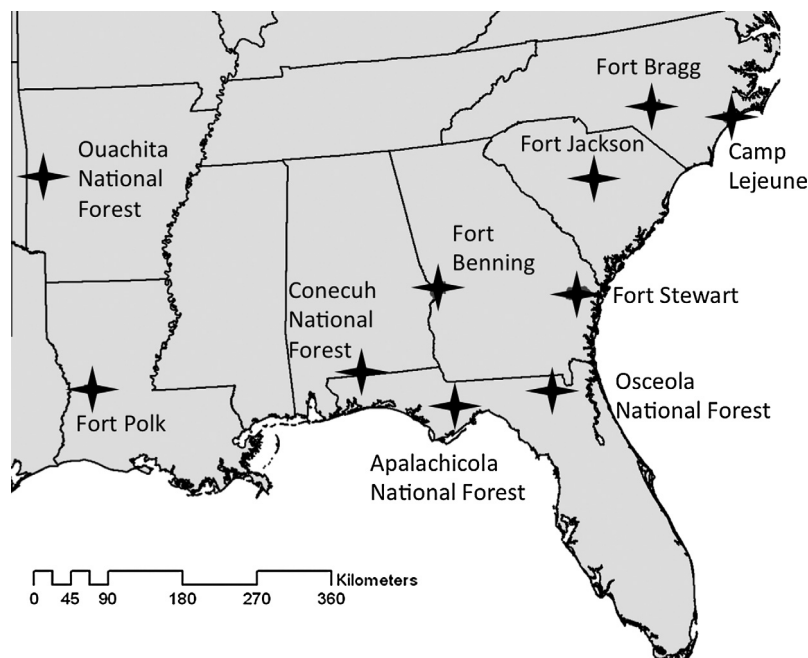 Fort Bragg
Ouachita
National
Forest
Fort Jackson
Camp
Lejeune
Fort
Benning
Conecuh
National
Forest
Fort Stewart
Osceola
National Forest
Fort Polk
Apalachicola
National Forest
Kilometers
0 45 90 180 270 360